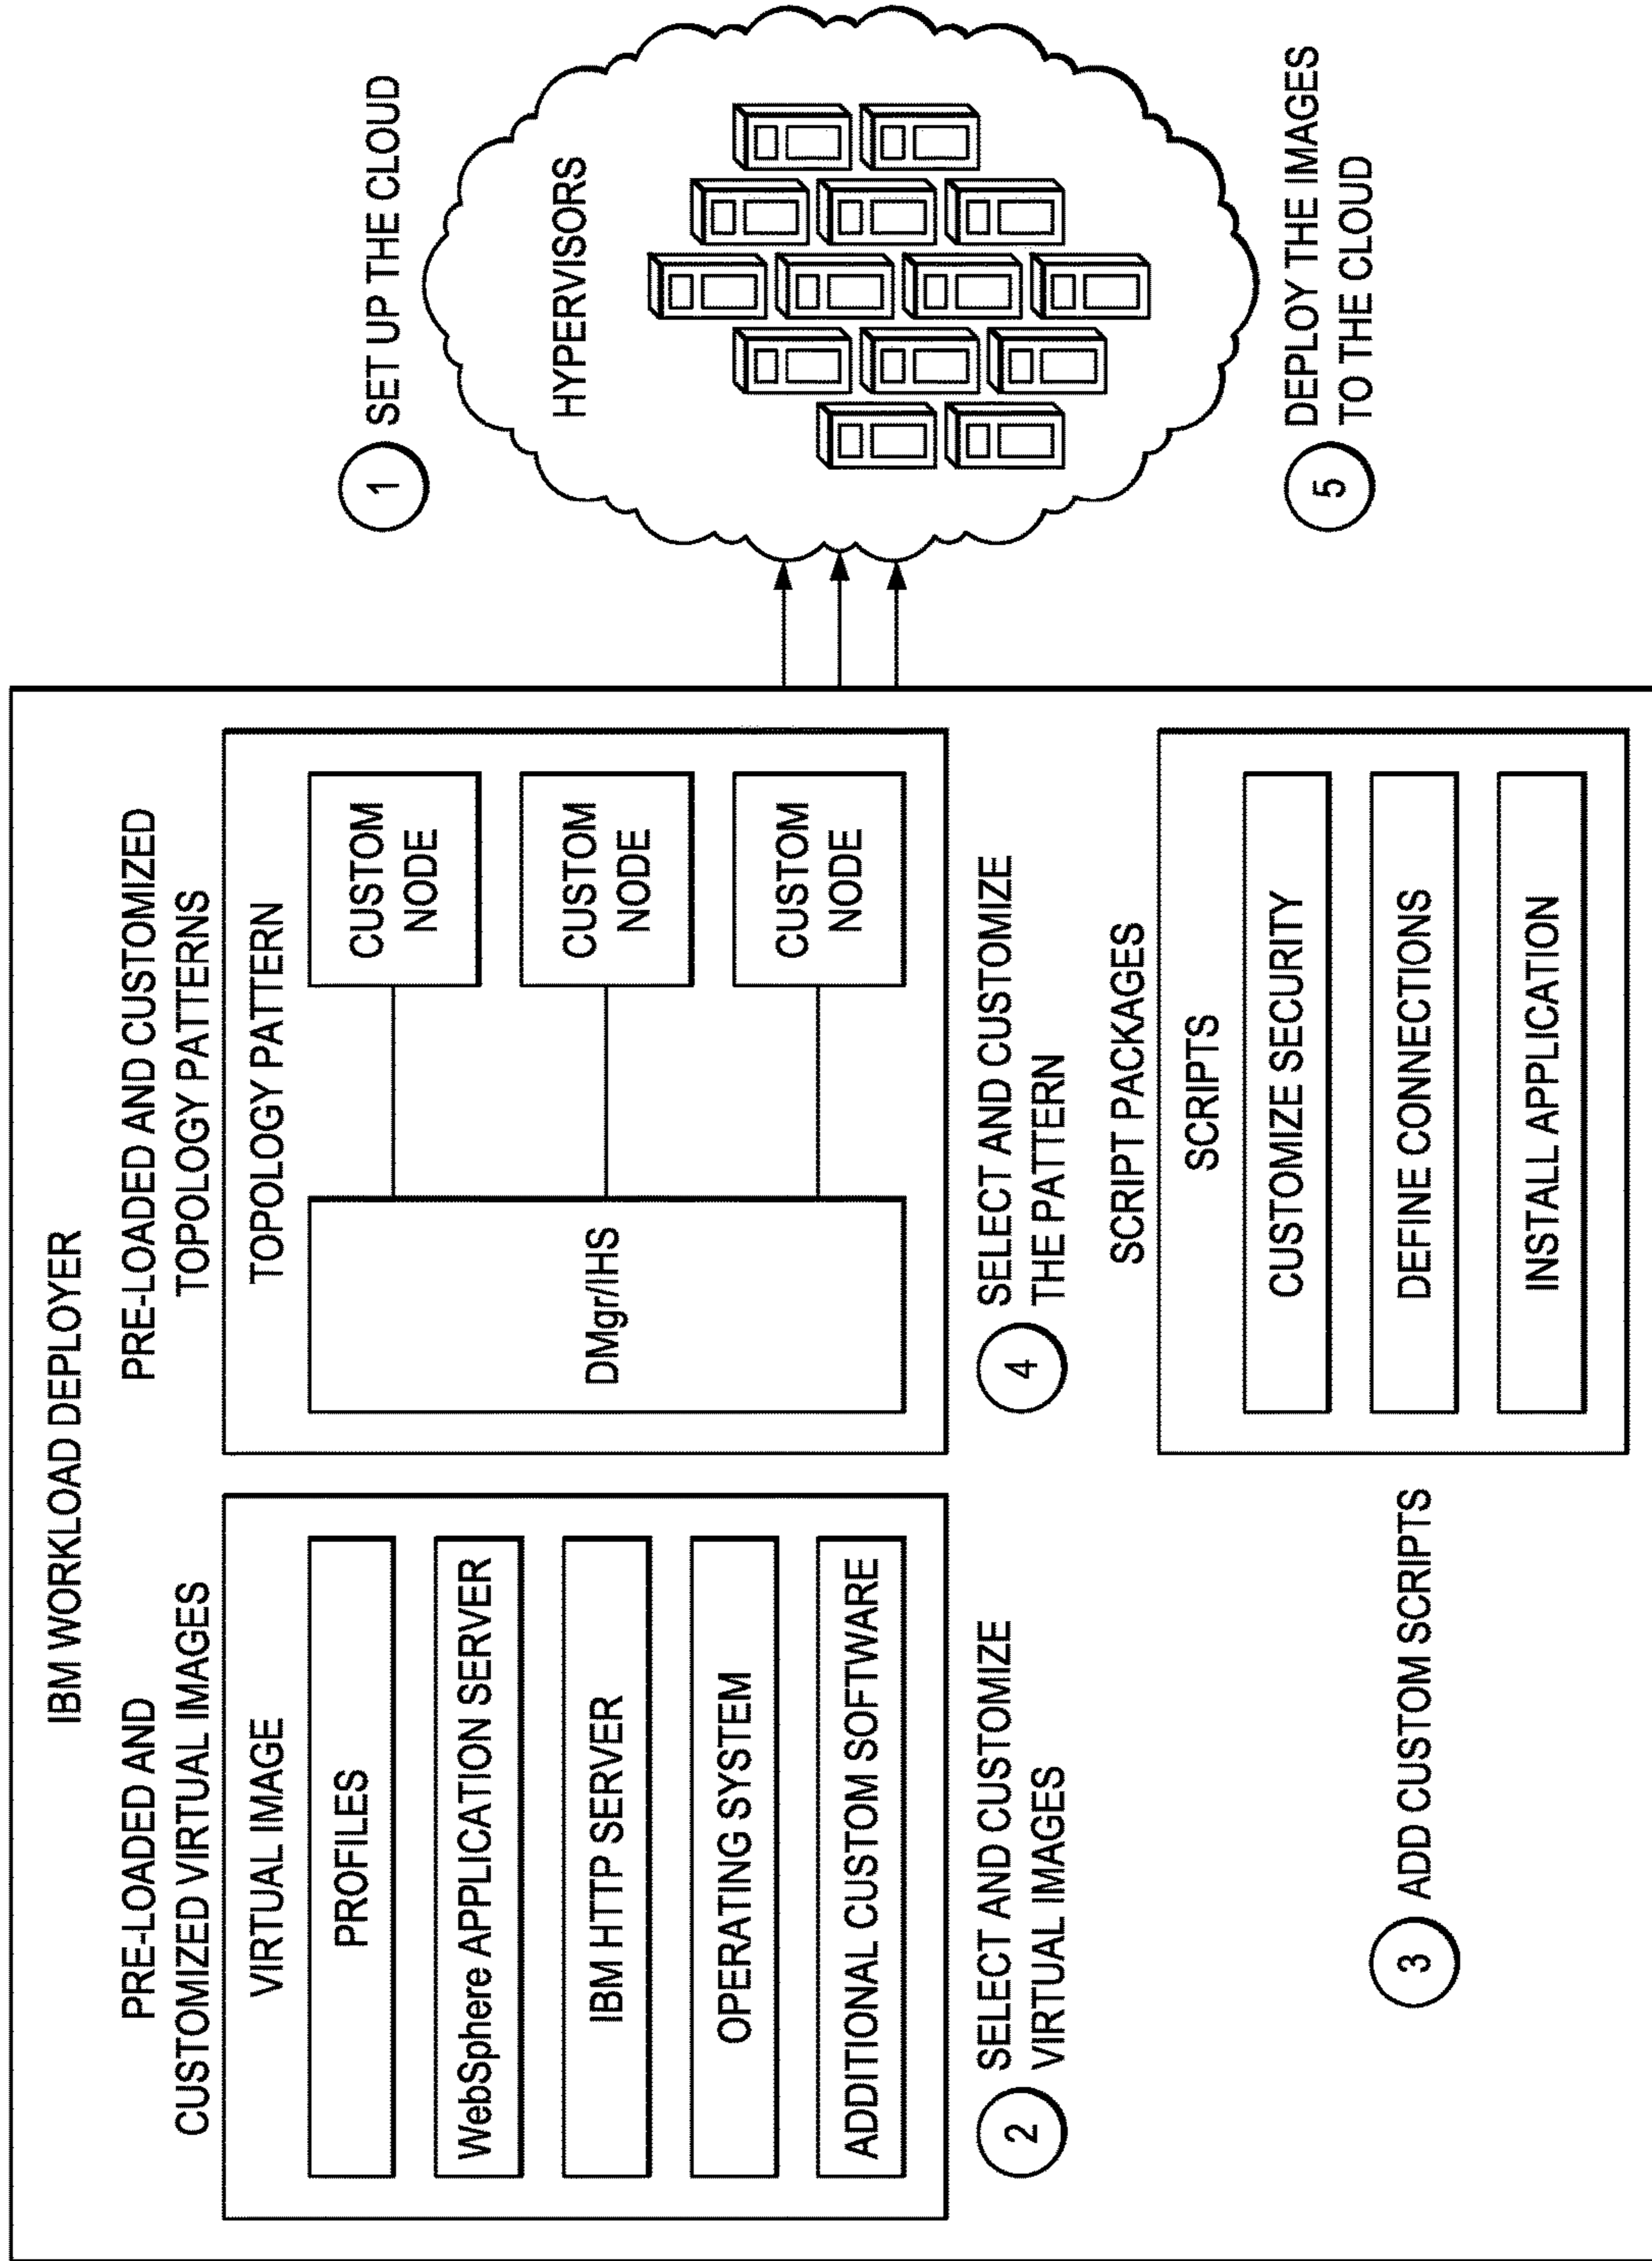 IBM WORKLOAD DEPLOYER
PRE-LOADED AND
CUSTOMIZED VIRTUAL IMAGES
VIRTUAL IMAGE
PROFILES
WebSphere APPLICATION SERVER
IBM HTTP SERVER
OPERATING SYSTEM
ADDITIONAL CUSTOM SOFTWARE
2
SELECT AND CUSTOMIZE
VIRTUAL IMAGES
PRE-LOADED AND CUSTOMIZED
TOPOLOGY PATTERNS
TOPOLOGY PATTERN
DMgr/IHS
CUSTOM
NODE
CUSTOM
NODE
CUSTOM
NODE
4
SELECT AND CUSTOMIZE
THE PATTERN
3
ADD CUSTOM SCRIPTS
SCRIPT PACKAGES
SCRIPTS
CUSTOMIZE SECURITY
DEFINE CONNECTIONS
INSTALL APPLICATION
1
SET UP THE CLOUD
HYPERVISORS
5
DEPLOY THE IMAGES
TO THE CLOUD